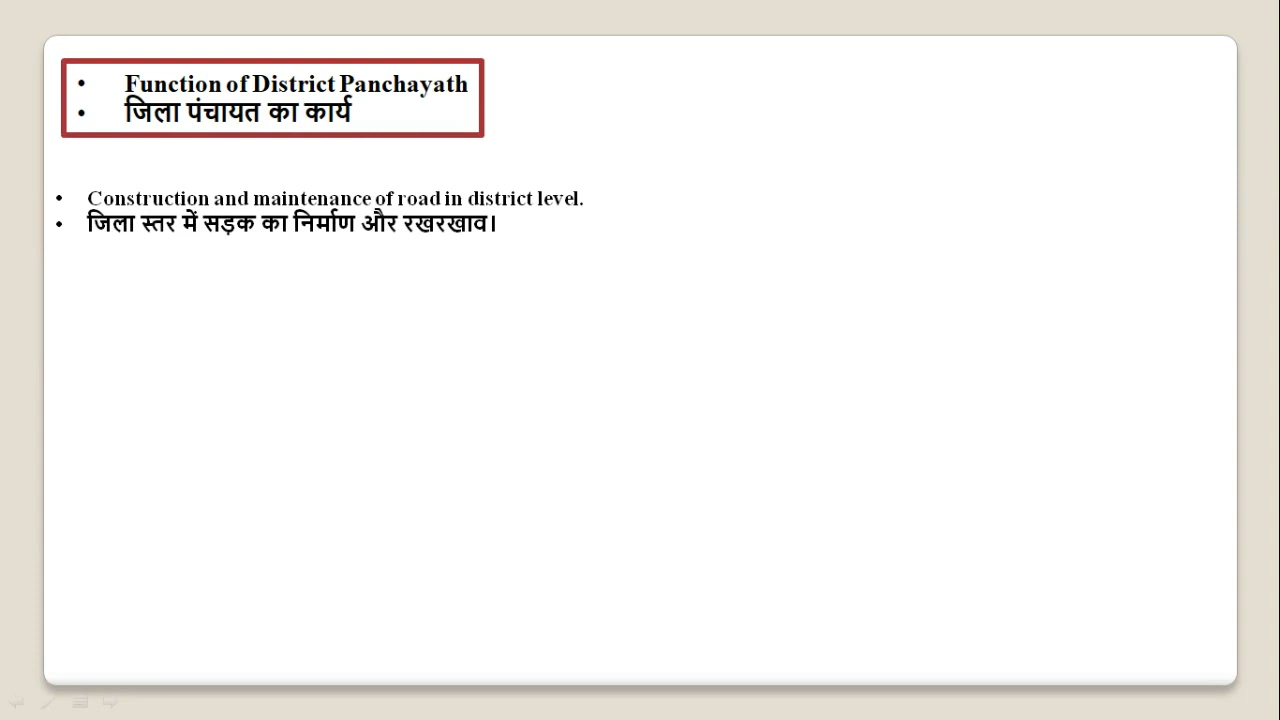 • Function of District Panchayath
• जिला पंचायत का कार्य
• Construction and maintenance of road in district level.
• जिला स्तर में सड़क का निर्माण और रखरखाव।